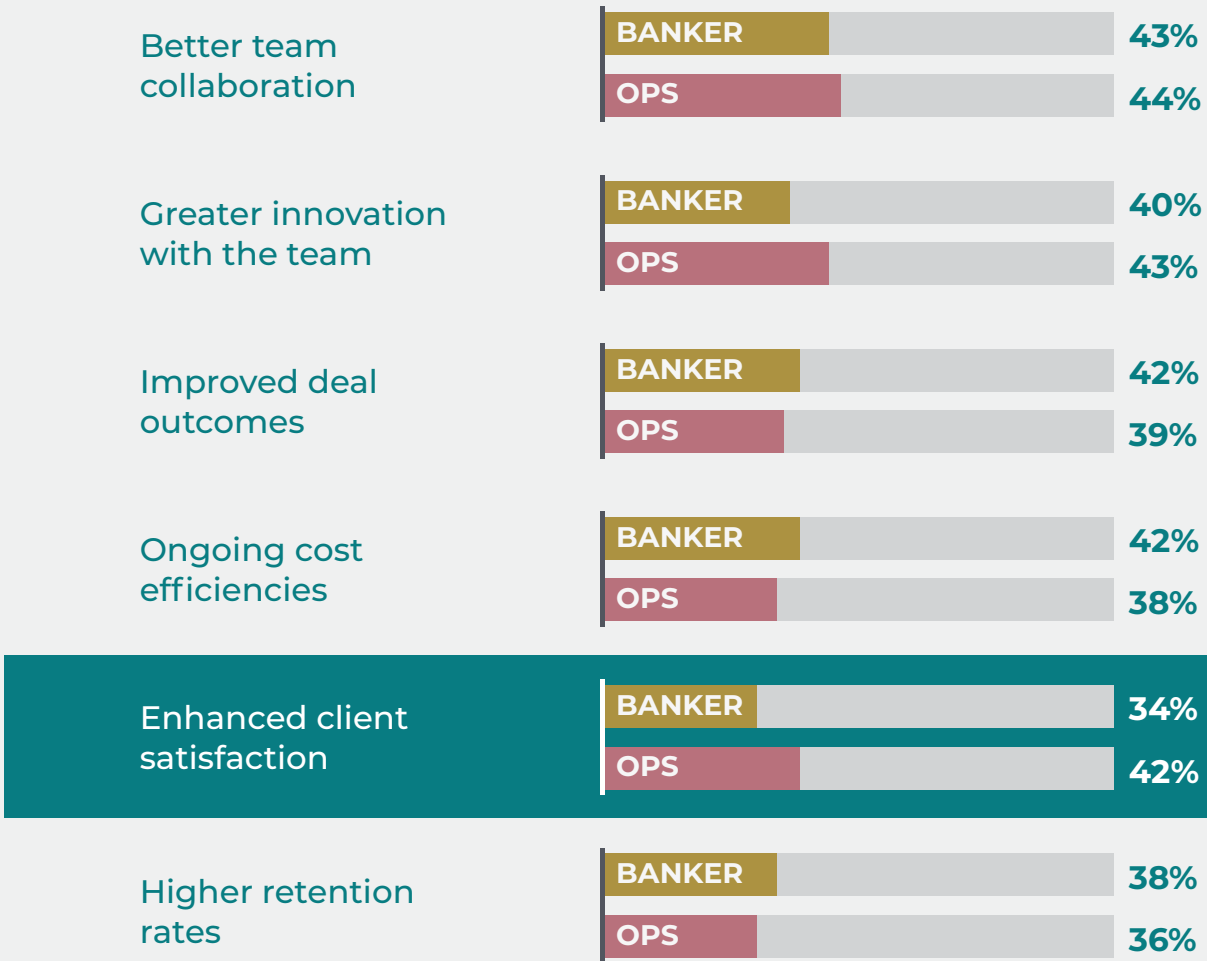 Better team
collaboration
BANKER
43%
OPS
44%
Greater innovation
with the team
BANKER
40%
OPS
43%
Improved deal
outcomes
BANKER
42%
OPS
39%
Ongoing cost
efficiencies
BANKER
42%
OPS
38%
Enhanced client
satisfaction
BANKER
34%
OPS
42%
Higher retention
rates
BANKER
38%
OPS
36%